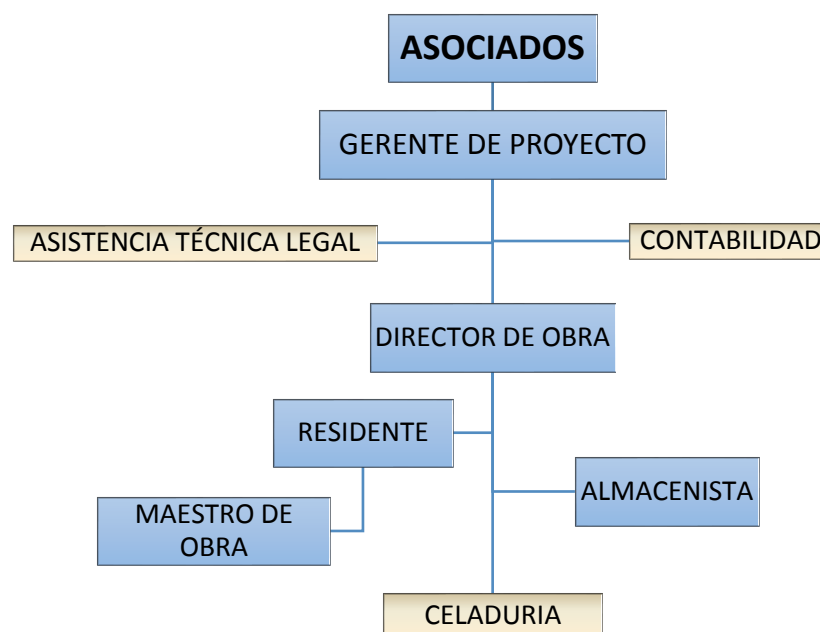 ASOCIADOS
GERENTE DE PROYECTO
ASISTENCIA TÉCNICA LEGAL
CONTABILIDAD
DIRECTOR DE OBRA
RESIDENTE
ALMACENISTA
MAESTRO DE
OBRA
CELADURIA